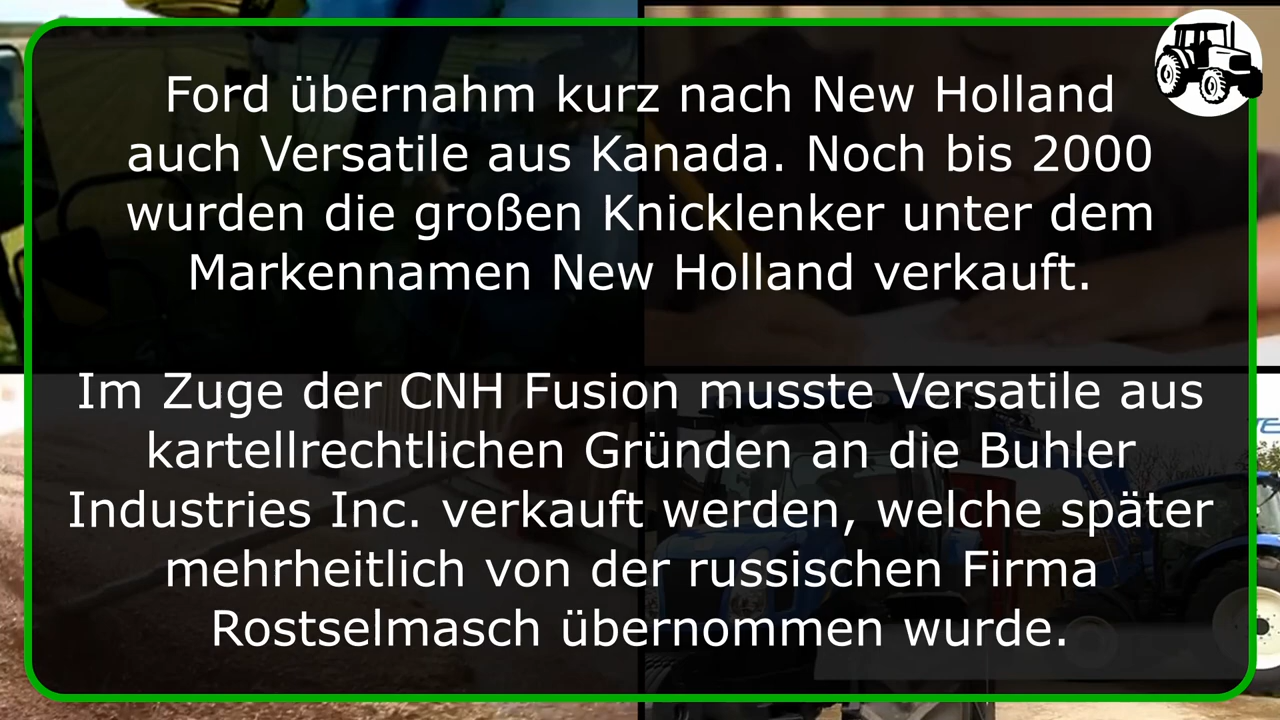 Ford übernahm kurz nach New Holland
auch Versatile aus Kanada. Noch bis 2000
wurden die großen Knicklenker unter dem
Markennamen New Holland verkauft.
Im Zuge der CNH Fusion musste Versatile aus
kartellrechtlichen Gründen an die Buhler
Industries Inc. verkauft werden, welche später
mehrheitlich von der russischen Firma
Rostselmasch übernommen wurde.